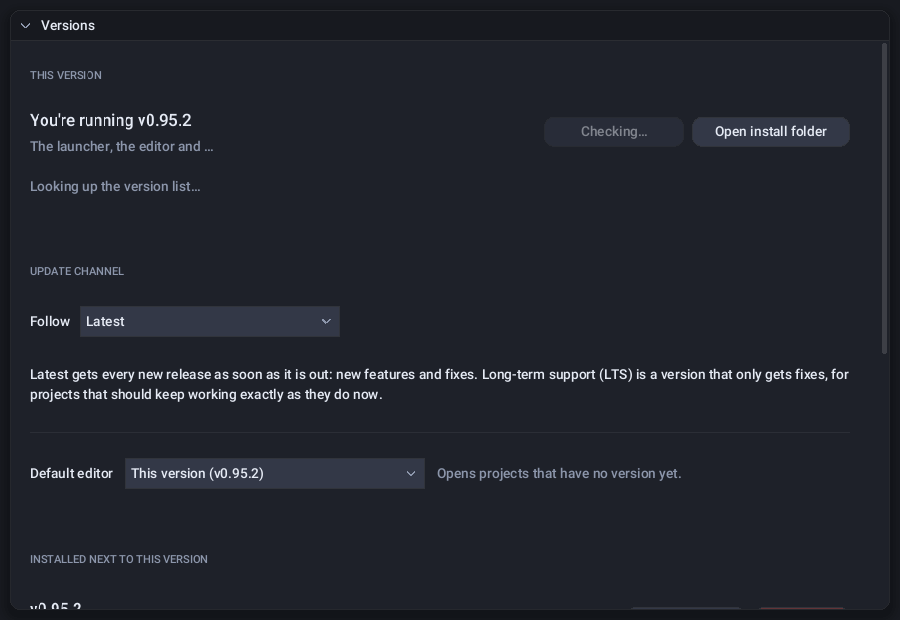 Versions
THIS VERSION
You're running v0.95.2
Checking...
Open install folder
The launcher, the editor and ...
Looking up the version list...
UPDATE CHANNEL
Follow
Latest
Latest gets every new release as soon as it is out: new features and fixes. Long-term support (LTS) is a version that only gets fixes, for
projects that should keep working exactly as they do now.
Default editor
This version (v0.95.2)
Opens projects that have no version yet.
INSTALLED NEXT TO THIS VERSION
v0.95.2